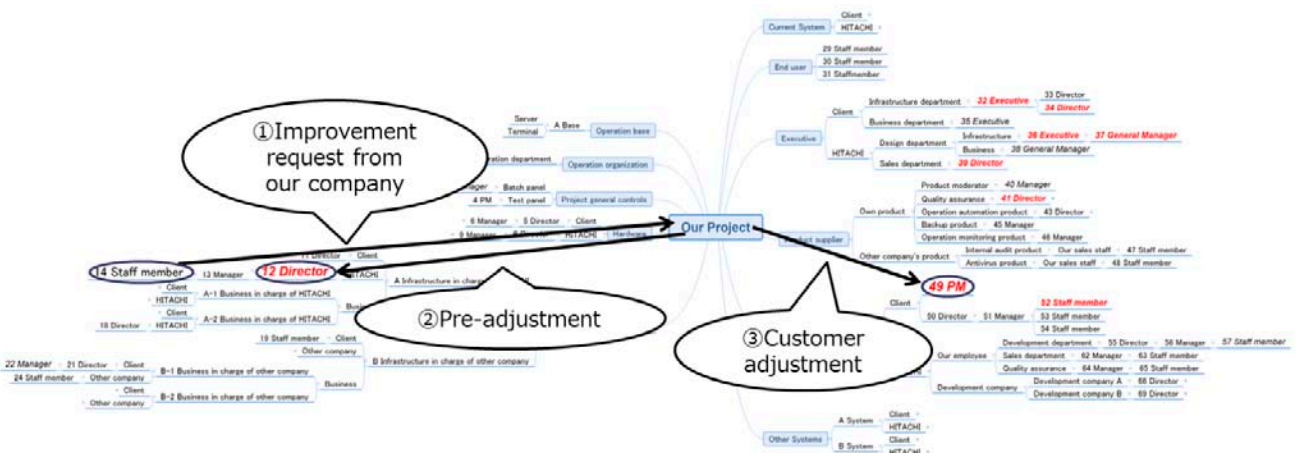 Client
Current System
HITACHI
29 Staff member
End user
30 Staff member
31 Staffmember
Infrastructure department
32 Executive
33 Director
34 Director
Client
Business department
35 Executive
Executive
Infrastructure
36 Executive
37 General Manager
Design department
Business
38 General Manager
HITACHI
Sales department
39 Director
Product moderator
40 Manager
Quality assurance
41 Director
Own product
Operation automation product
43 Director
Backup product
45 Manager
Operation monitoring product
46 Manager
Internal audit product
Our sales staff
47 Staff member
Other company's product
Antivirus product
Our sales staff
48 Staff member
49 PM
Client
50 Director
51 Manager
52 Staff member
53 Staff member
54 Staff member
Development department
55 Director
56 Manager
57 Staff member
Our employee
Sales department
62 Manager
63 Staff member
Quality assurance
64 Manager
65 Staff member
Development company
Development company A
66 Director
Development company B
69 Director
A System
Client
HITACHI
Other Systems
B System
Client
HITACHI
Our Project
①Improvement
request from
our company
②Pre-adjustment
③Customer
adjustment
Server
Terminal
A Base
Operation base
department
Operation organization
Batch panel
4 PM
Test panel
Project general controls
6 Manager
5 Director
Client
HITACHI
Hardware
Director
Client
14 Staff member
13 Manager
12 Director
A Infrastructure in
Client
HITACHI
A-1 Business in charge of HITACHI
Client
18 Director
HITACHI
A-2 Business in charge of HITACHI
19 Staff member
Client
Other company
B Infrastructure in charge of other company
22 Manager
21 Director
Client
24 Staff member
Other company
B-1 Business in charge of other company
Business
Client
Other company
B-2 Business in charge of other company